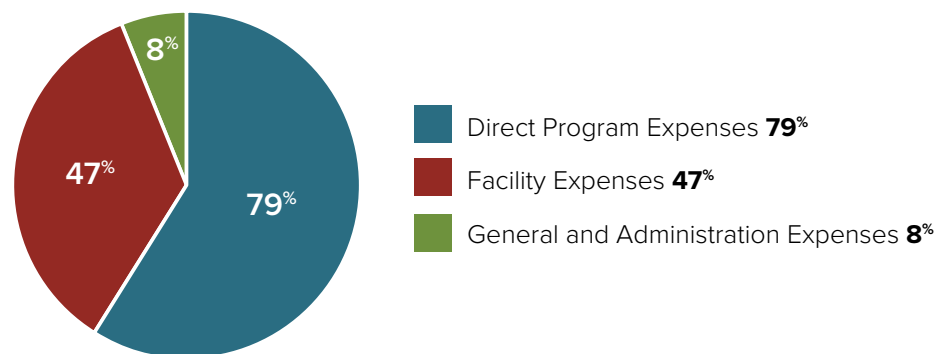 8%
47%
79%
Direct Program Expenses 79%
Facility Expenses 47%
General and Administration Expenses 8%